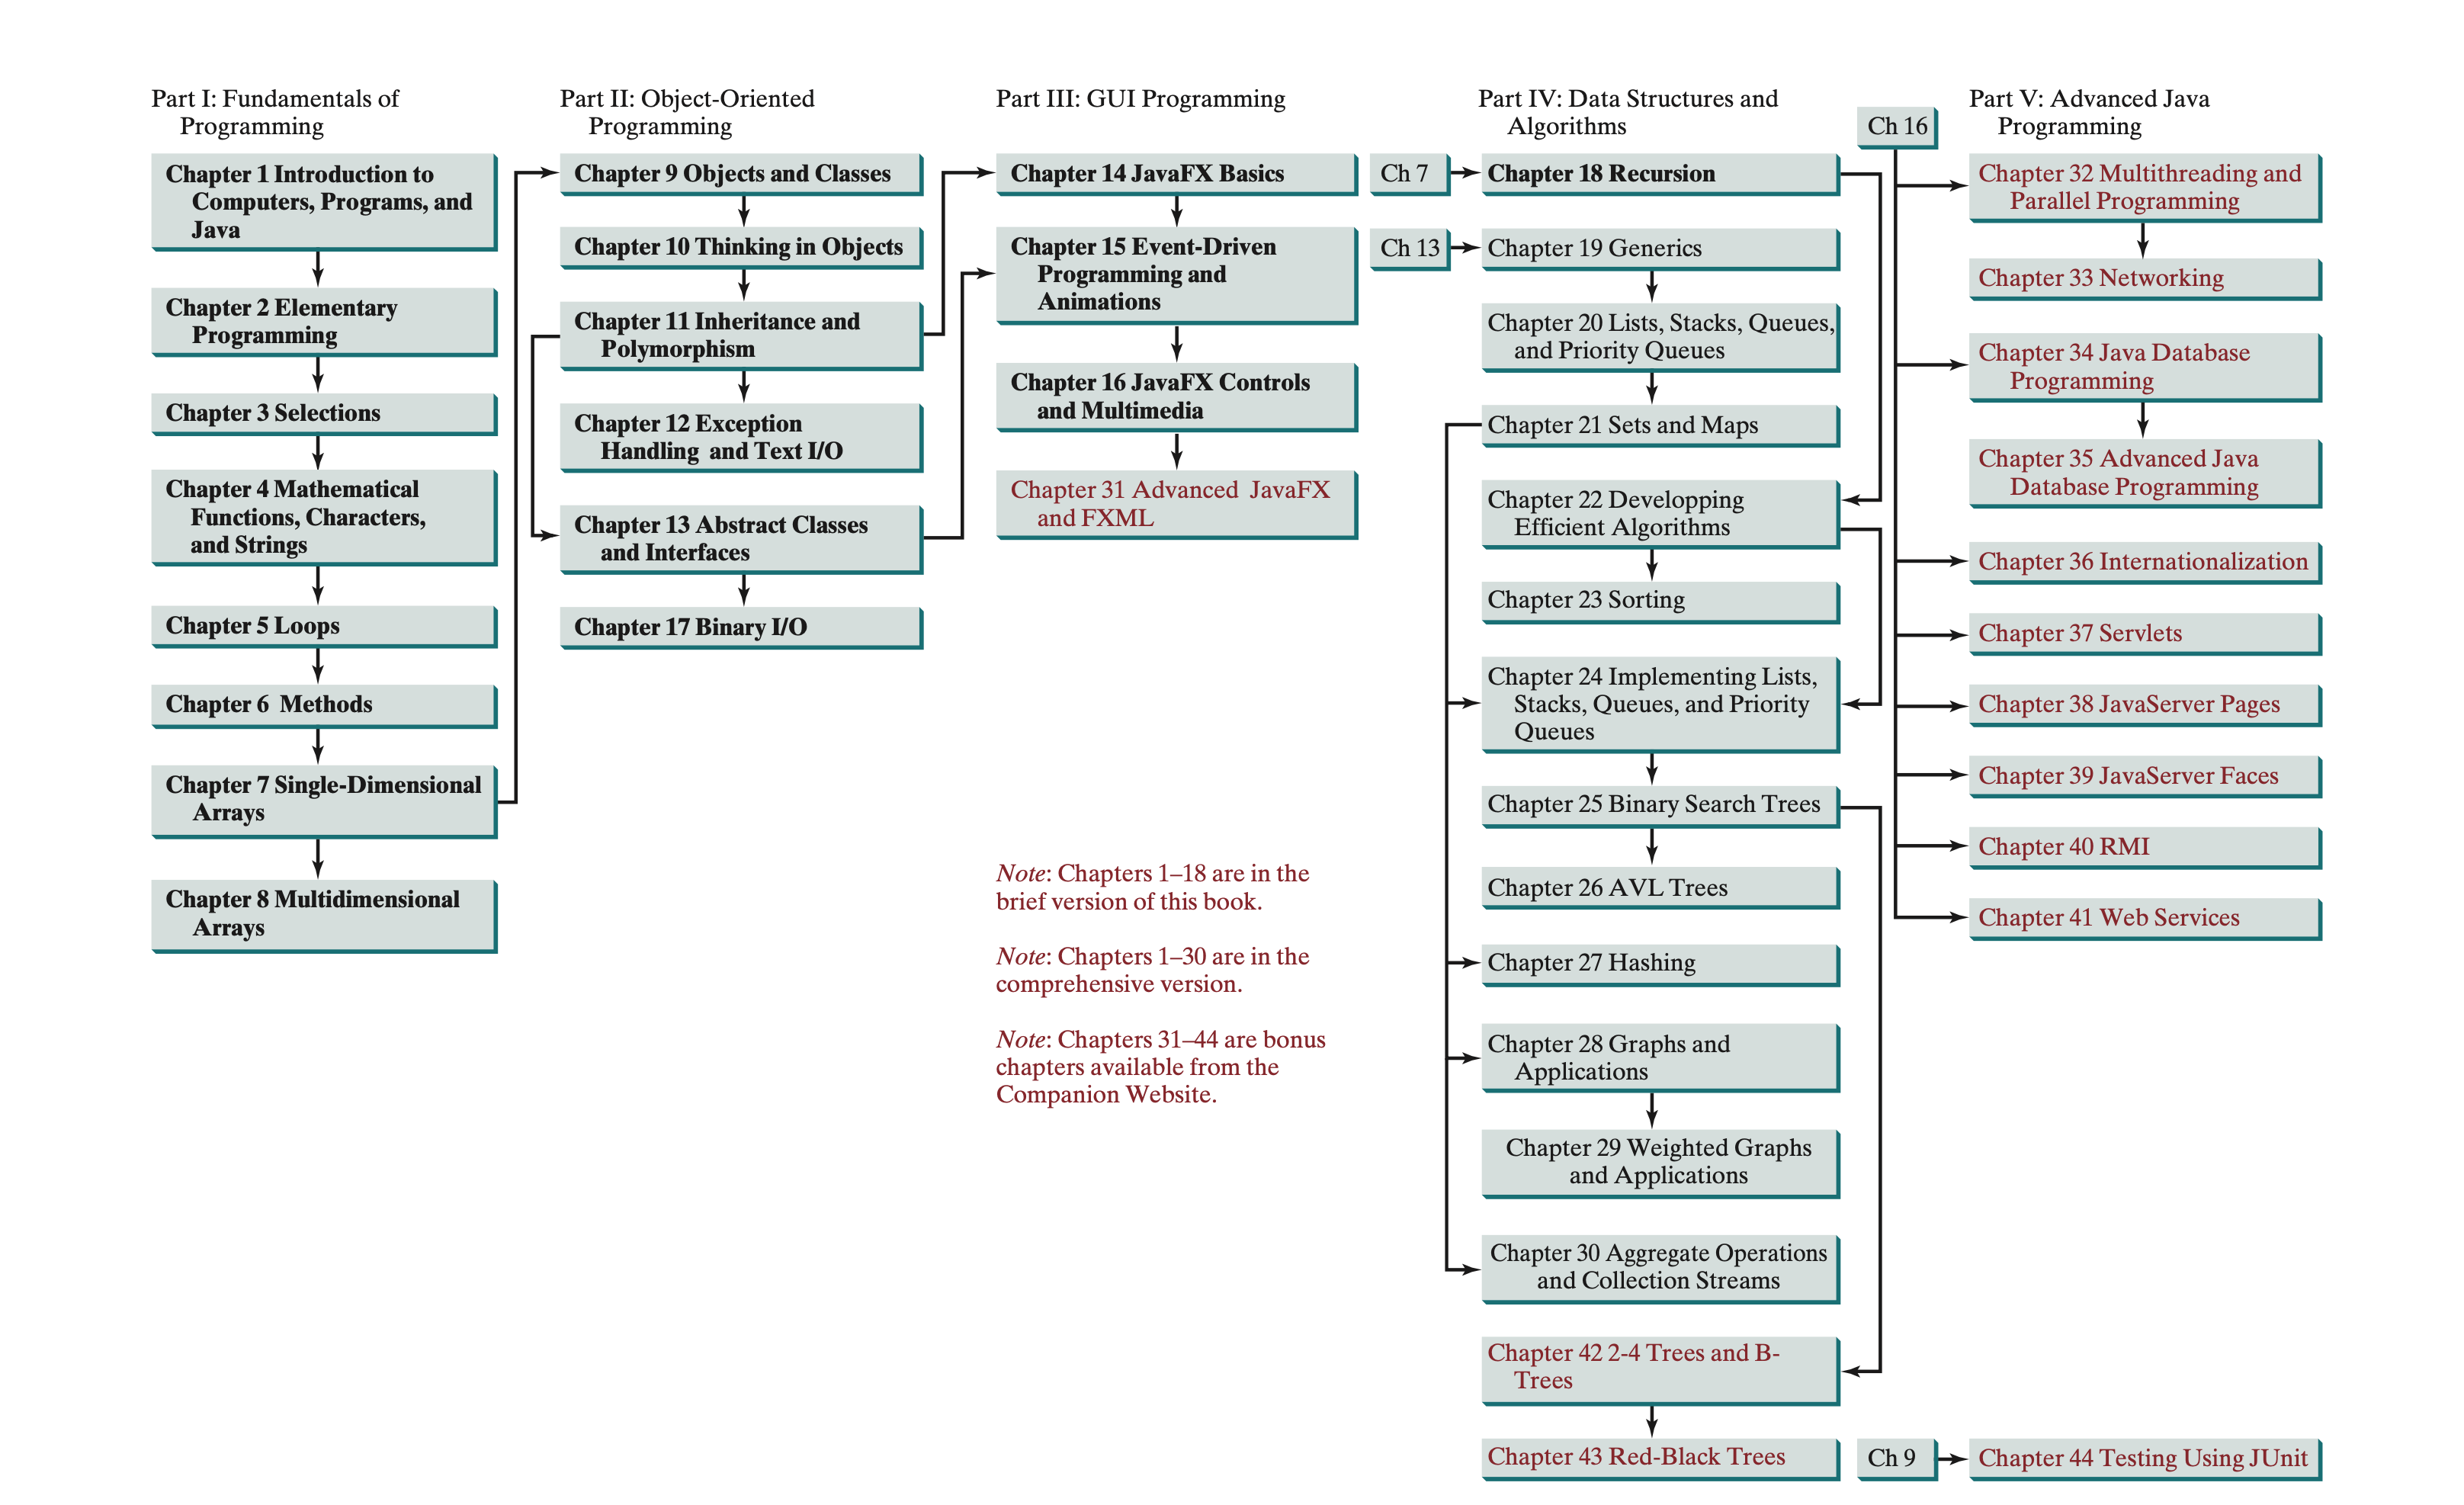 Part I: Fundamentals of
Programming
Chapter 1 Introduction to
Computers, Programs, and
Java
Chapter 2 Elementary
Programming
Chapter 3 Selections
Chapter 4 Mathematical
Functions, Characters,
and Strings
Chapter 5 Loops
Chapter 6 Methods
Chapter 7 Single-Dimensional
Arrays
Chapter 8 Multidimensional
Arrays
Part II: Object-Oriented
Programming
Chapter 9 Objects and Classes
Chapter 10 Thinking in Objects
Chapter 11 Inheritance and
Polymorphism
Chapter 12 Exception
Handling and Text I/O
Chapter 13 Abstract Classes
and Interfaces
Chapter 17 Binary I/O
Part III: GUI Programming
Chapter 14 JavaFX Basics
Chapter 15 Event-Driven
Programming and
Animations
Chapter 16 JavaFX Controls
and Multimedia
Chapter 31 Advanced JavaFX
and FXML
Note: Chapters 1–18 are in the
brief version of this book.
Note: Chapters 1–30 are in the
comprehensive version.
Note: Chapters 31–44 are bonus
chapters available from the
Companion Website.
Part IV: Data Structures and
Algorithms
Ch 7
Chapter 18 Recursion
Ch 13
Chapter 19 Generics
Chapter 20 Lists, Stacks, Queues,
and Priority Queues
Chapter 21 Sets and Maps
Chapter 22 Developping
Efficient Algorithms
Chapter 23 Sorting
Chapter 24 Implementing Lists,
Stacks, Queues, and Priority
Queues
Chapter 25 Binary Search Trees
Chapter 26 AVL Trees
Chapter 27 Hashing
Chapter 28 Graphs and
Applications
Chapter 29 Weighted Graphs
and Applications
Chapter 30 Aggregate Operations
and Collection Streams
Chapter 42 2-4 Trees and B-
Trees
Chapter 43 Red-Black Trees
Part V: Advanced Java
Programming
Ch 16
Chapter 32 Multithreading and
Parallel Programming
Chapter 33 Networking
Chapter 34 Java Database
Programming
Chapter 35 Advanced Java
Database Programming
Chapter 36 Internationalization
Chapter 37 Servlets
Chapter 38 JavaServer Pages
Chapter 39 JavaServer Faces
Chapter 40 RMI
Chapter 41 Web Services
Ch 9
Chapter 44 Testing Using JUnit